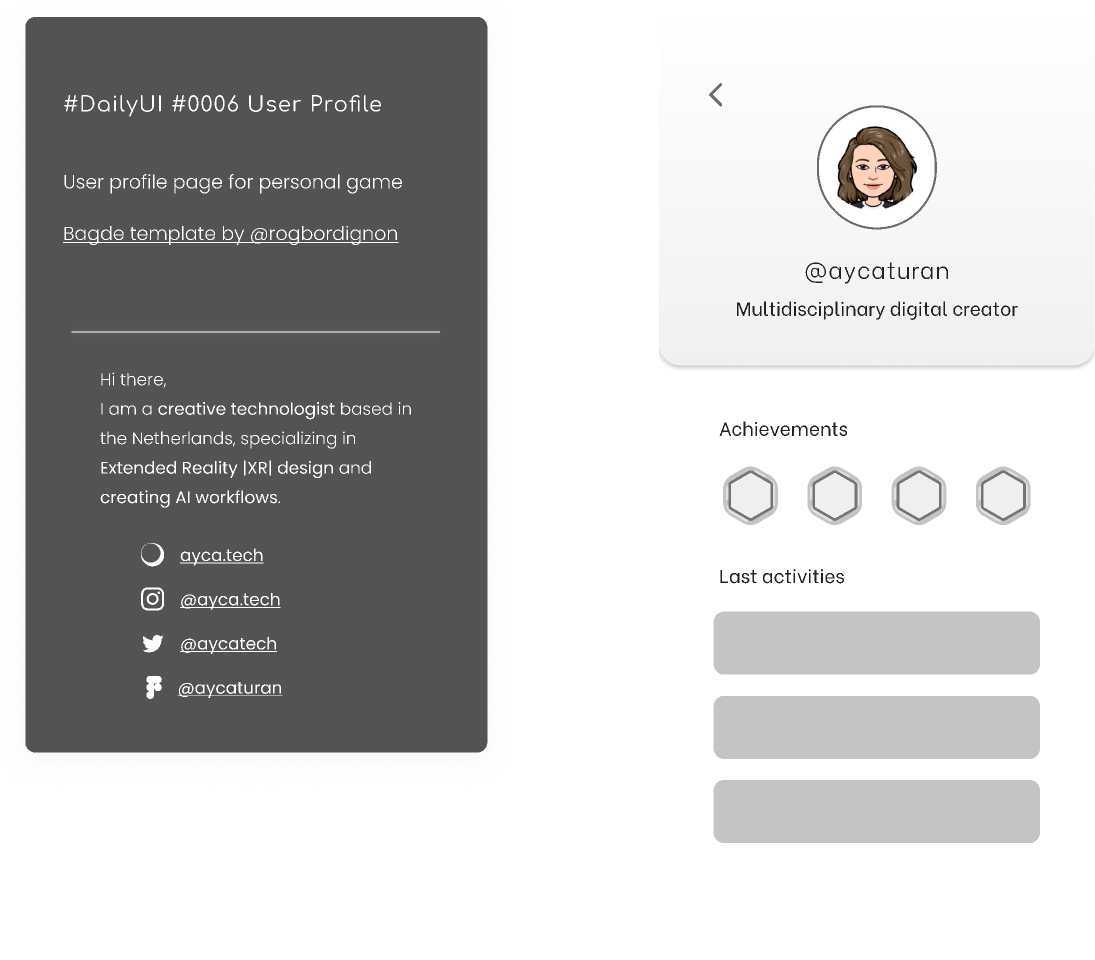 #DailyUI #0006 User Profile
User profile page for personal game
Bagde template by @rogbordignon
Hi there,
I am a creative technologist based in
the Netherlands, specializing in
Extended Reality |XR| design and
creating AI workflows.
ayca.tech
@ayca.tech
@aycatech
@aycaturan
@aycaturan
Multidisciplinary digital creator
Achievements
Last activities